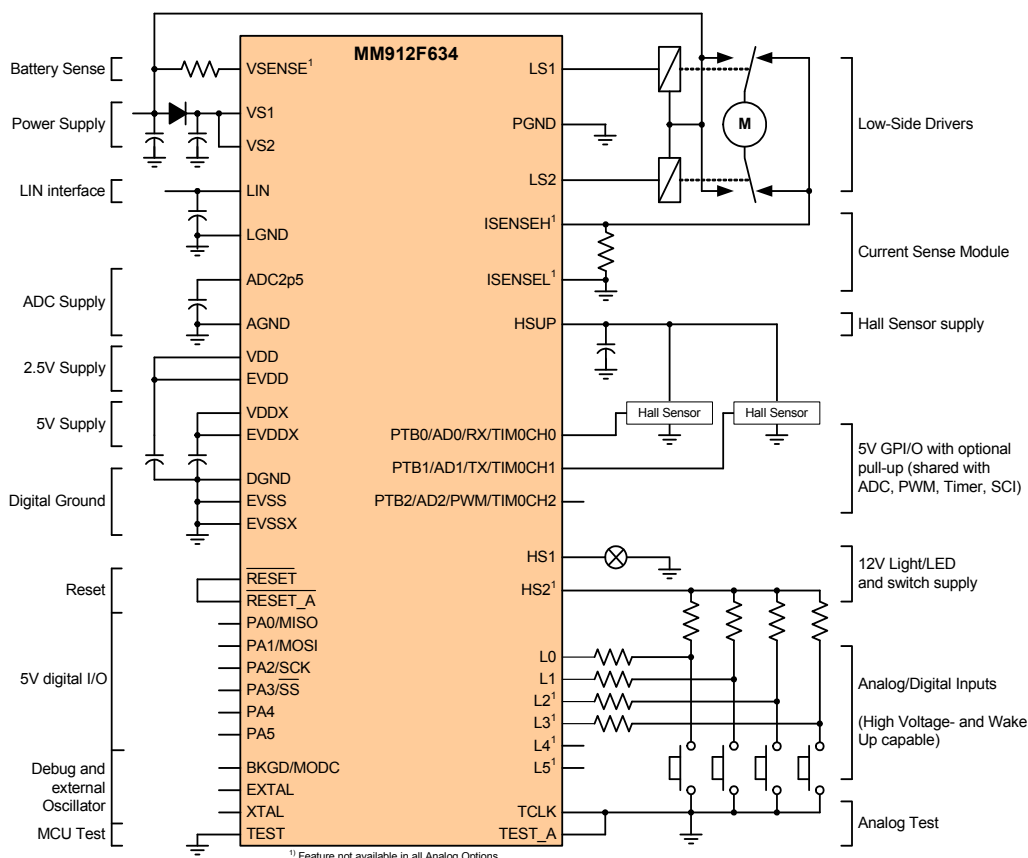 MM912F634
Battery Sense
Power Supply
LIN interface
ADC Supply
2.5V Supply
5V Supply
Digital Ground
Reset
5V digital I/O
Debug and
external
Oscillator
MCU Test
VSENSE¹
VS1
VS2
LIN
LGND
ADC2p5
AGND
VDD
EVDD
VDDX
EVDDX
DGND
EVSS
EVSSX
RESET
RESET_A
PA0/MISO
PA1/MOSI
PA2/SCK
PA3/SS
PA4
PA5
BKGD/MODC
EXTAL
XTAL
TEST
LS1
PGND
LS2
ISENSEH¹
ISENSEL¹
HSUP
PTB0/AD0/RX/TIM0CH0
PTB1/AD1/TX/TIM0CH1
PTB2/AD2/PWM/TIM0CH2
HS1
HS2¹
L0
L1
L2¹
L3¹
L4¹
L5¹
TCLK
TEST_A
M
Hall Sensor
Hall Sensor
Low-Side Drivers
Current Sense Module
Hall Sensor supply
5V GPI/O with optional
pull-up (shared with
ADC, PWM, Timer, SCI)
12V Light/LED
and switch supply
Analog/Digital Inputs
(High Voltage- and Wake
Up capable)
Analog Test
¹⁾ Feature not available in all Analog Options